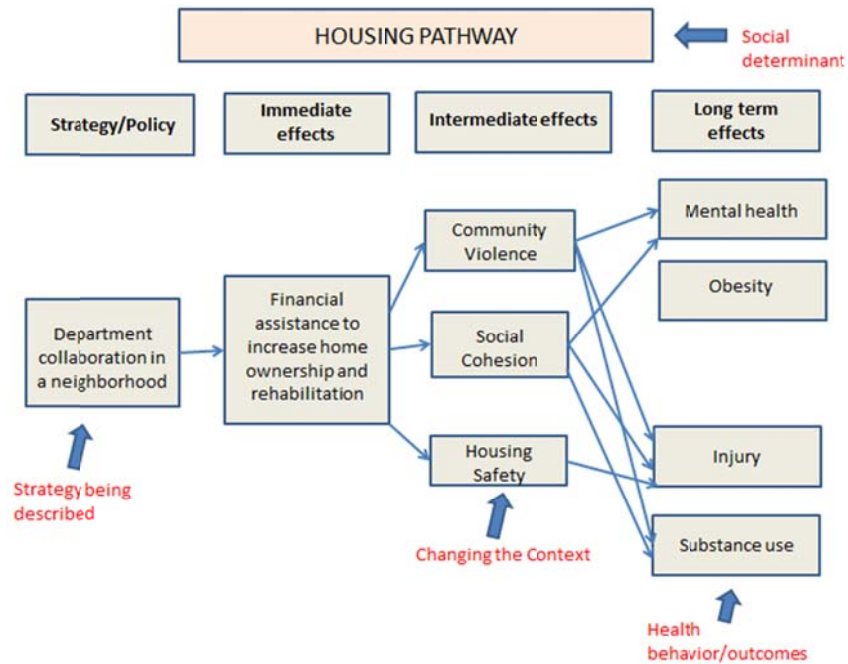 HOUSING PATHWAY
Social
determinant
Strategy/Policy
Immediate
effects
Intermediate effects
Long term
effects
Community
Violence
Mental health
Obesity
Department
collaboration in
a neighborhood
Financial
assistance to
increase home
ownership and
rehabilitation
Social
Cohesion
Housing
Safety
Injury
Substance use
Strategy being
described
Changing the Context
Health
behavior/outcomes